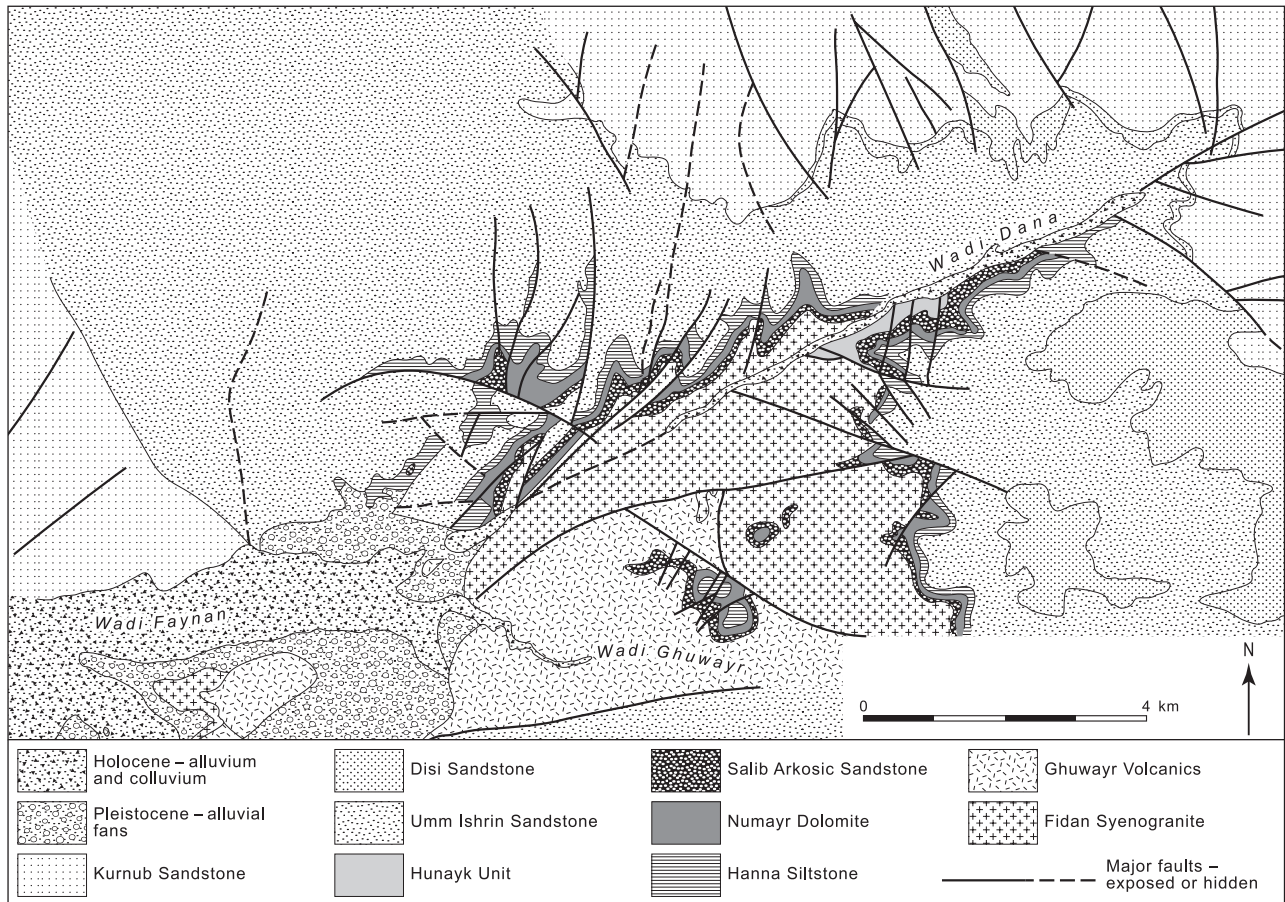 Wadi Dana
Wadi Faynan
Wadi Ghuwayr
N
0 4 km
Holocene – alluvium
and colluvium
Pleistocene – alluvial
fans
Kurnub Sandstone
Disi Sandstone
Umm Ishrin Sandstone
Hunayk Unit
Salib Arkosic Sandstone
Numayr Dolomite
Hanna Siltstone
Ghuwayr Volcanics
Fidan Syenogranite
Major faults –
exposed or hidden